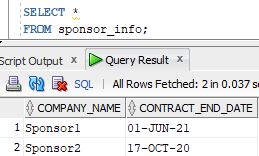 SELECT *
FROM sponsor_info;
Script Output
Query Result
SQL | All Rows Fetched: 2 in 0.037 s
COMPANY_NAME CONTRACT_END_DATE
1 Sponsor1 01-JUN-21
2 Sponsor2 17-OCT-20